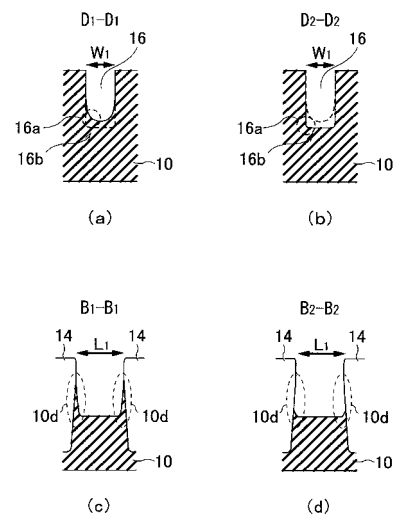 D1-D1 D2-D2
W1 16 W1 16
16a 16a
16b 10 16b 10
(a) (b)
B1-B1 B2-B2
14 L1 14 14 L1 14
10d 10d 10d 10d
10 10
(c) (d)